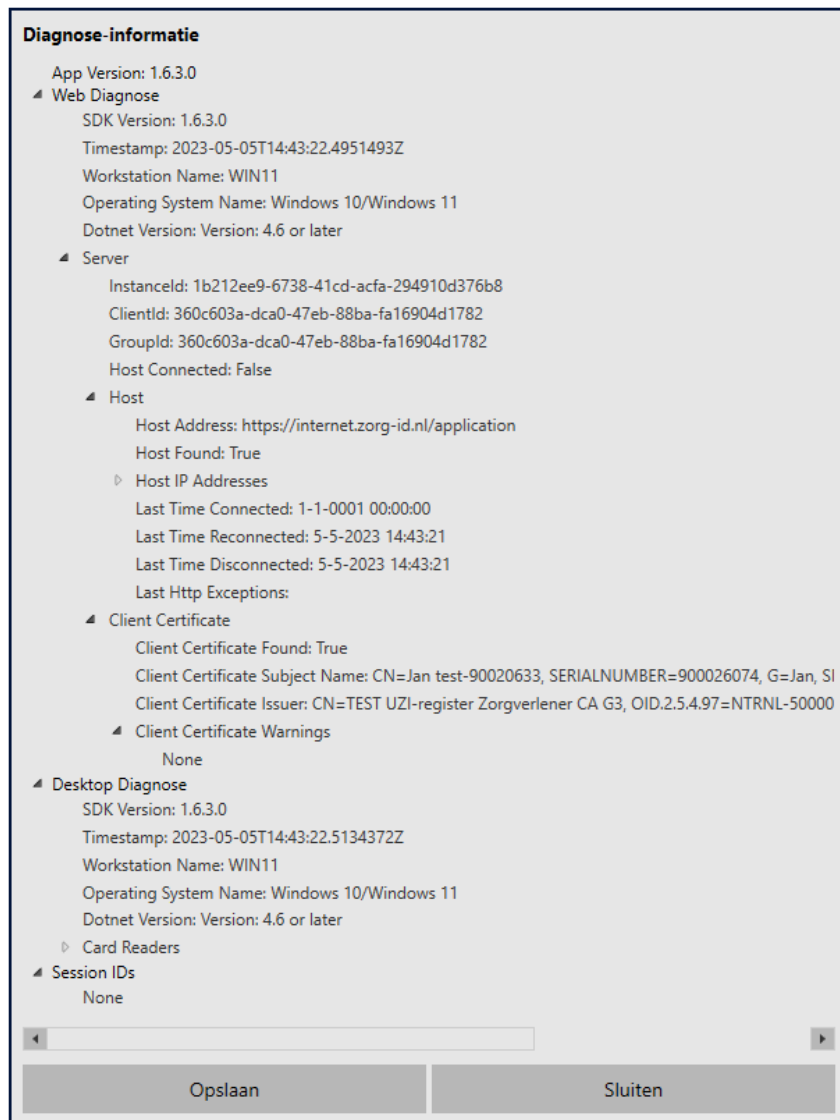 Diagnose-informatie
App Version: 1.6.3.0
Web Diagnose
SDK Version: 1.6.3.0
Timestamp: 2023-05-05T14:43:22.4951493Z
Workstation Name: WIN11
Operating System Name: Windows 10/Windows 11
Dotnet Version: Version: 4.6 or later
Server
InstanceId: 1b212ee9-6738-41cd-acfa-294910d376b8
ClientId: 360c603a-dca0-47eb-88ba-fa16904d1782
GroupId: 360c603a-dca0-47eb-88ba-fa16904d1782
Host Connected: False
Host
Host Address: https://internet.zorg-id.nl/application
Host Found: True
Host IP Addresses
Last Time Connected: 1-1-0001 00:00:00
Last Time Reconnected: 5-5-2023 14:43:21
Last Time Disconnected: 5-5-2023 14:43:21
Last Http Exceptions:
Client Certificate
Client Certificate Found: True
Client Certificate Subject Name: CN=Jan test-90020633, SERIALNUMBER=900026074, G=Jan,
Client Certificate Issuer: CN=TEST UZI-register Zorgverlener CA G3, OID.2.5.4.97=NTRNL-50000
Client Certificate Warnings
None
Desktop Diagnose
SDK Version: 1.6.3.0
Timestamp: 2023-05-05T14:43:22.5134372Z
Workstation Name: WIN11
Operating System Name: Windows 10/Windows 11
Dotnet Version: Version: 4.6 or later
Card Readers
Session IDs
None
Opslaan
Sluiten